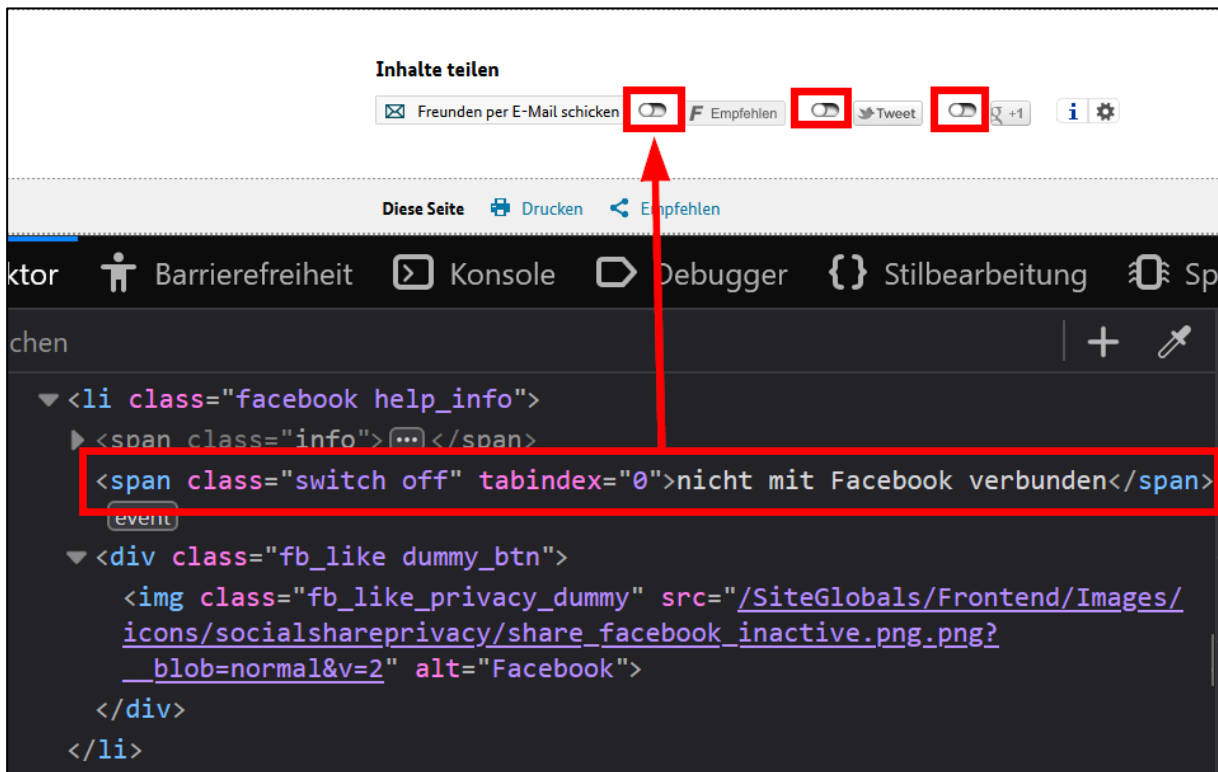 Inhalte teilen
Freunden per E-Mail schicken F Empfehlen Tweet g +1 i
Diese Seite Drucken Empfehlen
ktor Barrierefreiheit Konsole Debugger {} Stilbearbeitung Sp
chen +
<li class="facebook help_info">
<span class="info">•••</span>
<span class="switch off" tabindex="0">nicht mit Facebook verbunden</span>
event
<div class="fb_like dummy_btn">
<img class="fb_like_privacy_dummy" src="/SiteGlobals/Frontend/Images/
icons/socialshareprivacy/share_facebook_inactive.png.png?
__blob=normal&v=2" alt="Facebook">
</div>
</li>